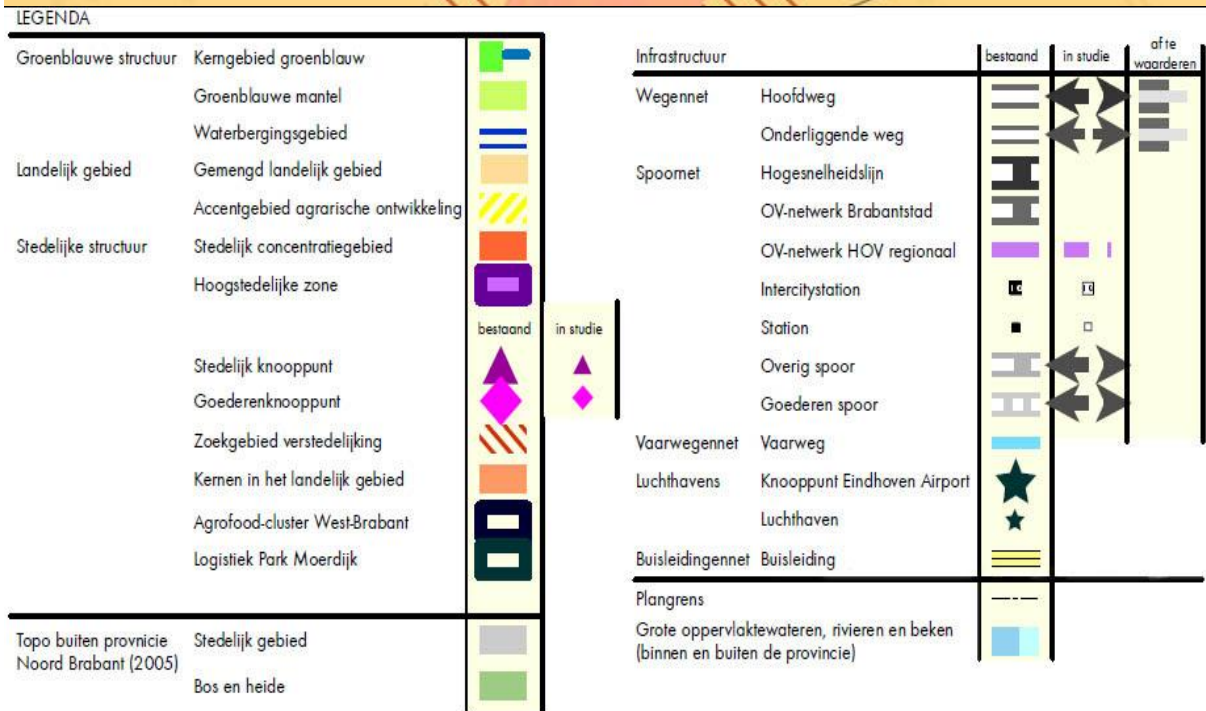 LEGENDA
Groenblauwe structuur Kerngebied groenblauw
Groenblauwe mantel
Waterbergingsgebied
Landelijk gebied Gemengd landelijk gebied
Accentgebied agrarische ontwikkeling
Stedelijke structuur Stedelijk concentratiegebied
Hoogstedelijke zone
bestaand in studie
Stedelijk knooppunt
Goederenknooppunt
Zoekgebied verstedelijking
Kernen in het landelijk gebied
Agrofood-cluster West-Brabant
Logistiek Park Moerdijk
Topo buiten provnicie Stedelijk gebied
Noord Brabant (2005)
Bos en heide
Infrastructuur bestaand in studie af te waarderen
Wegennet Hoofdweg
Onderliggende weg
Spoornet Hogesnelheidslijn
OV-netwerk Brabantstad
OV-netwerk HOV regionaal
Intercitystation
Station
Overig spoor
Goederen spoor
Vaarwegennet Vaarweg
Luchthavens Knooppunt Eindhoven Airport
Luchthaven
Buisleidingennet Buisleiding
Plangrens
Grote oppervlaktewateren, rivieren en beken
(binnen en buiten de provincie)